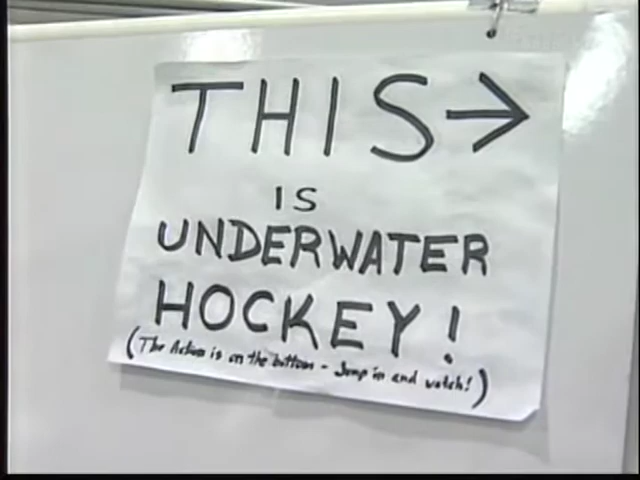 THIS →
IS
UNDERWATER
HOCKEY!
(The Action is on the bottom - Jump in and watch!)